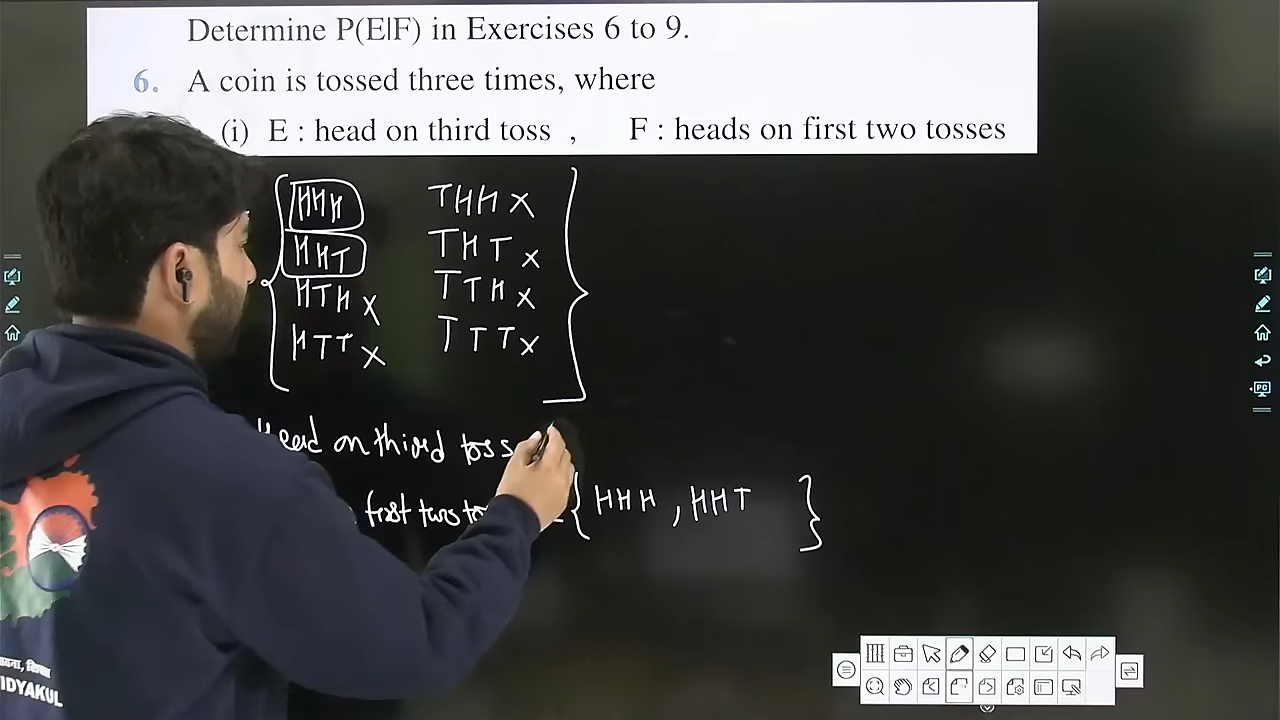 Determine P(E|F) in Exercises 6 to 9.
6. A coin is tossed three times, where
(i) E : head on third toss , F : heads on first two tosses
HHH THH X
HHT THT X
HTH X TTH X
HTT X TTT X
Head on third toss
first two = { HHH , HHT }
IDYAKUL
PC